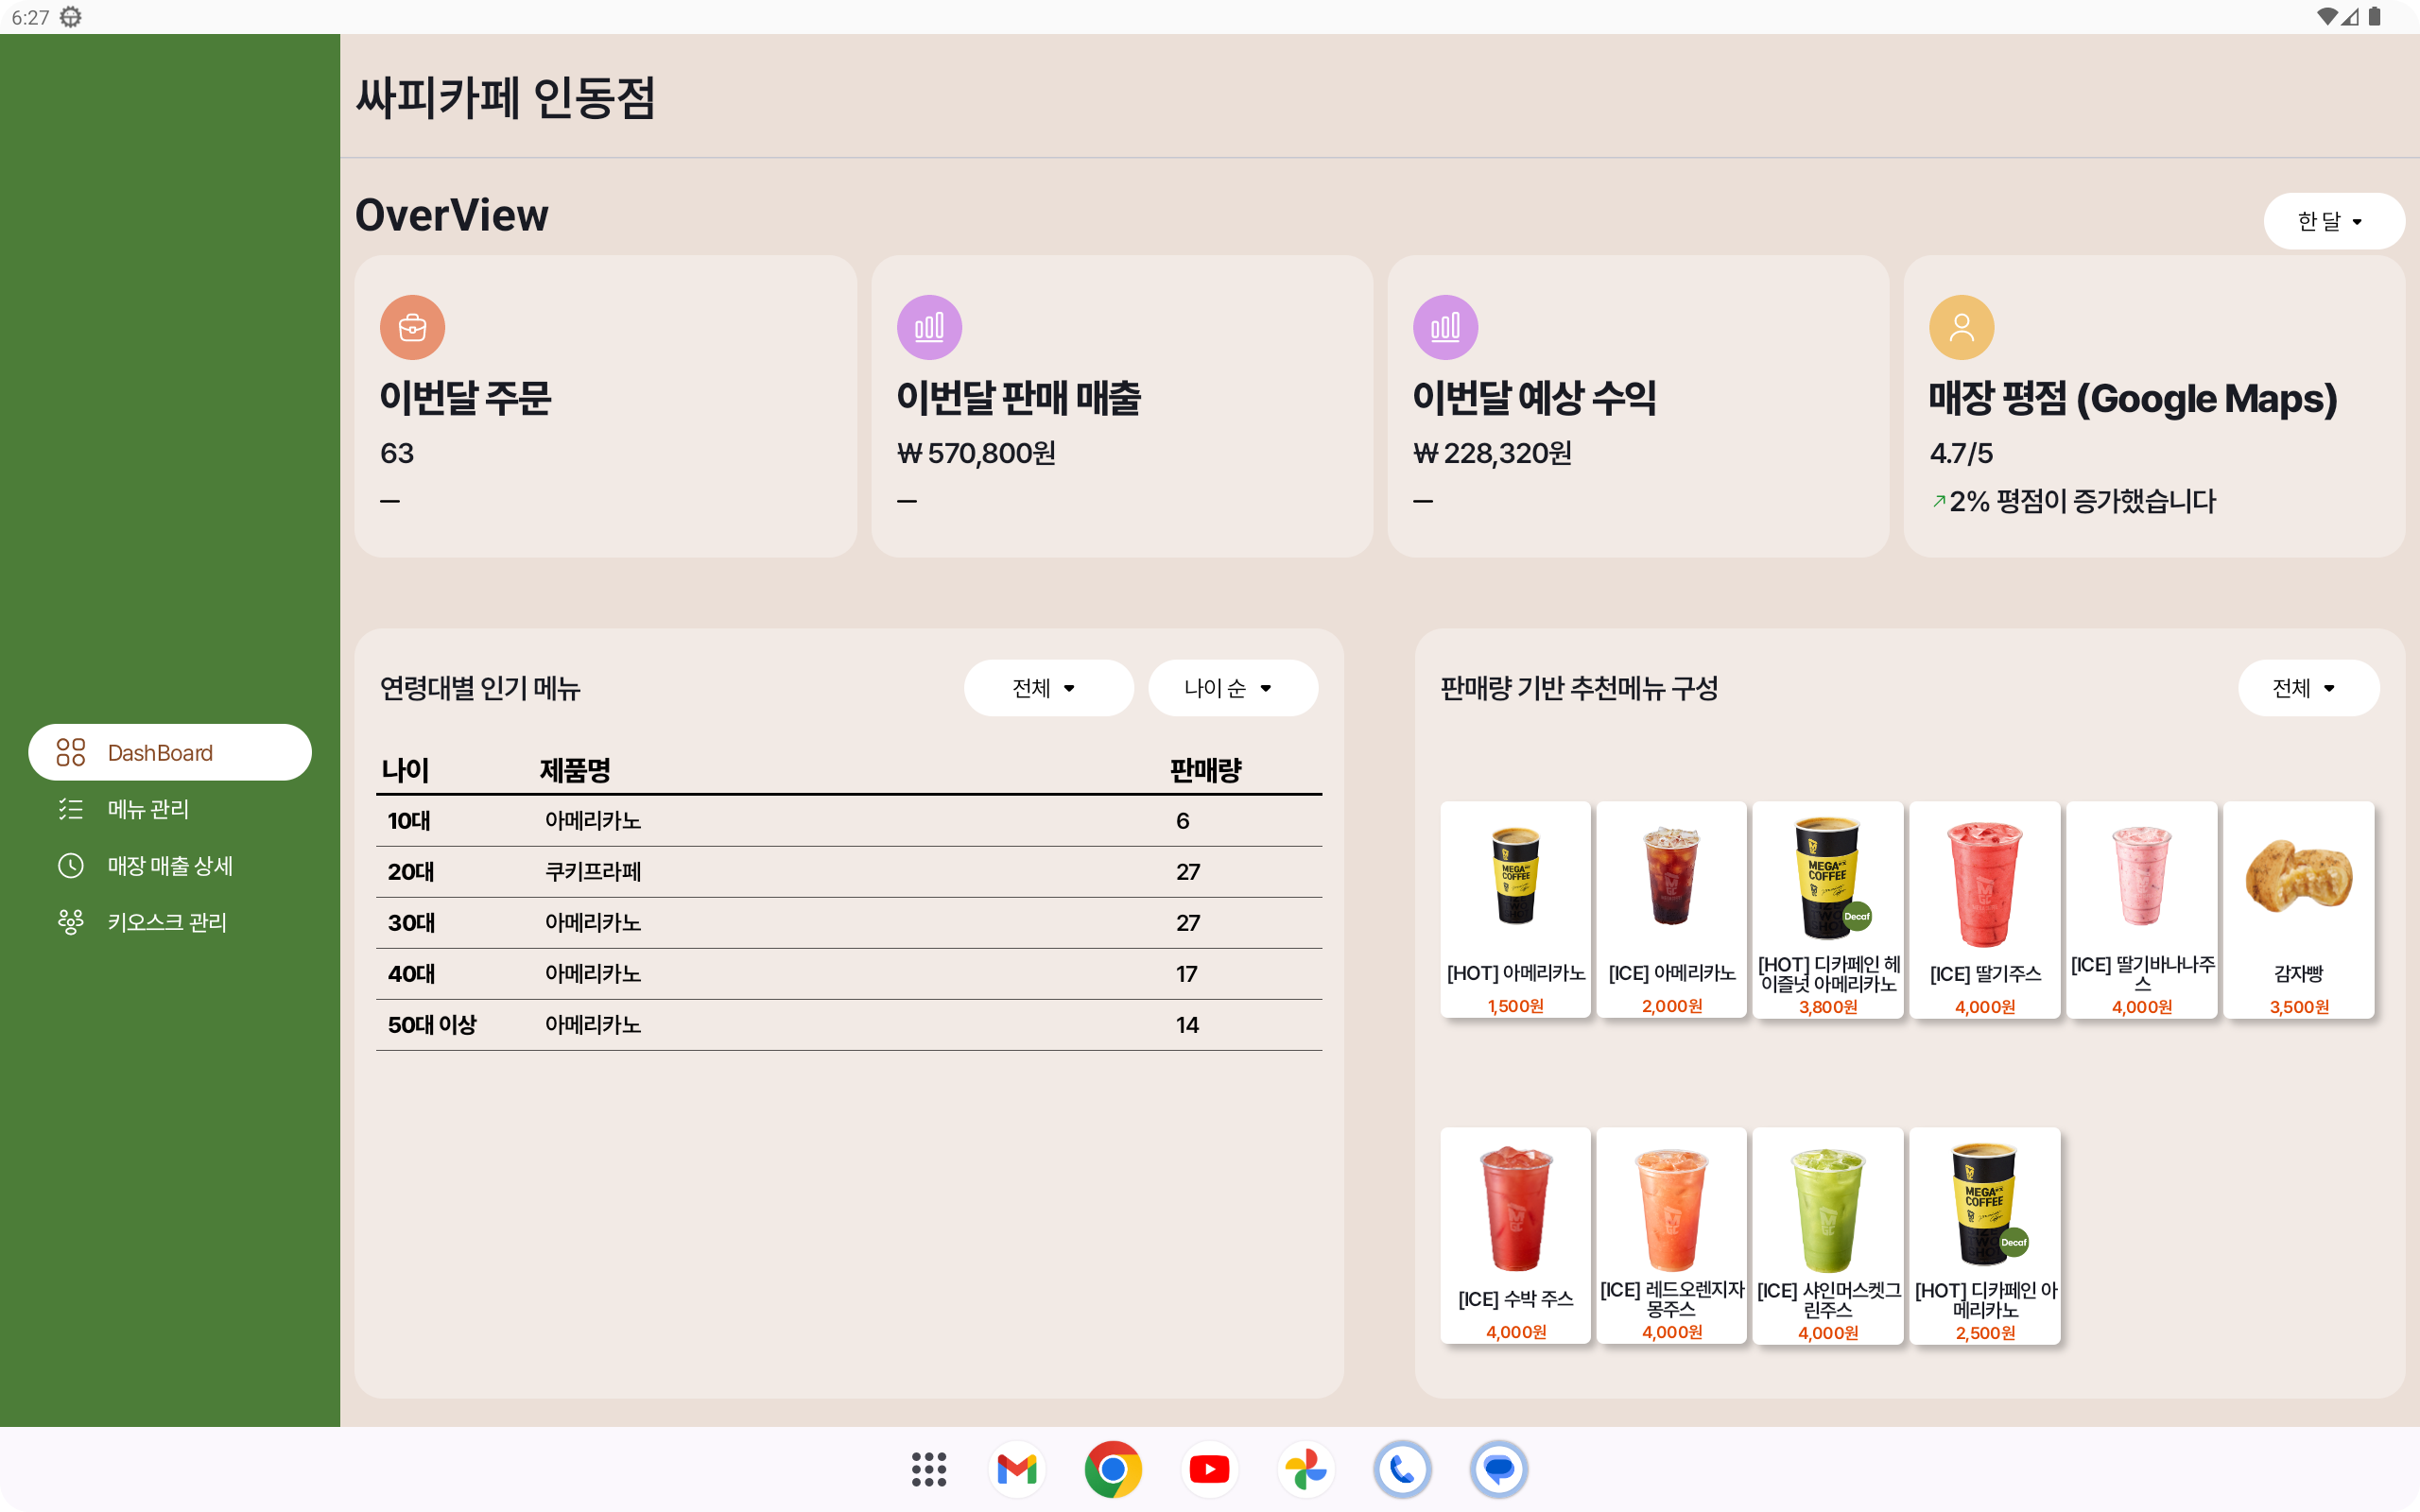 6:27
싸피카페 인동점
OverView
한 달
이번달 주문
63
–
이번달 판매 매출
₩ 570,800원
–
이번달 예상 수익
₩ 228,320원
–
매장 평점 (Google Maps)
4.7/5
2% 평점이 증가했습니다
DashBoard
메뉴 관리
매장 매출 상세
키오스크 관리
연령대별 인기 메뉴
전체
나이 순
나이 제품명 판매량
10대 아메리카노 6
20대 쿠키프라페 27
30대 아메리카노 27
40대 아메리카노 17
50대 이상 아메리카노 14
판매량 기반 추천메뉴 구성
전체
MEGA
COFFEE
[HOT] 아메리카노
1,500원
[ICE] 아메리카노
2,000원
MEGA
COFFEE
Decaf
[HOT] 디카페인 헤
이즐넛 아메리카노
3,800원
[ICE] 딸기주스
4,000원
[ICE] 딸기바나나주
스
4,000원
감자빵
3,500원
[ICE] 수박 주스
4,000원
[ICE] 레드오렌지자
몽주스
4,000원
[ICE] 샤인머스켓그
린주스
4,000원
MEGA
COFFEE
Decaf
[HOT] 디카페인 아
메리카노
2,500원